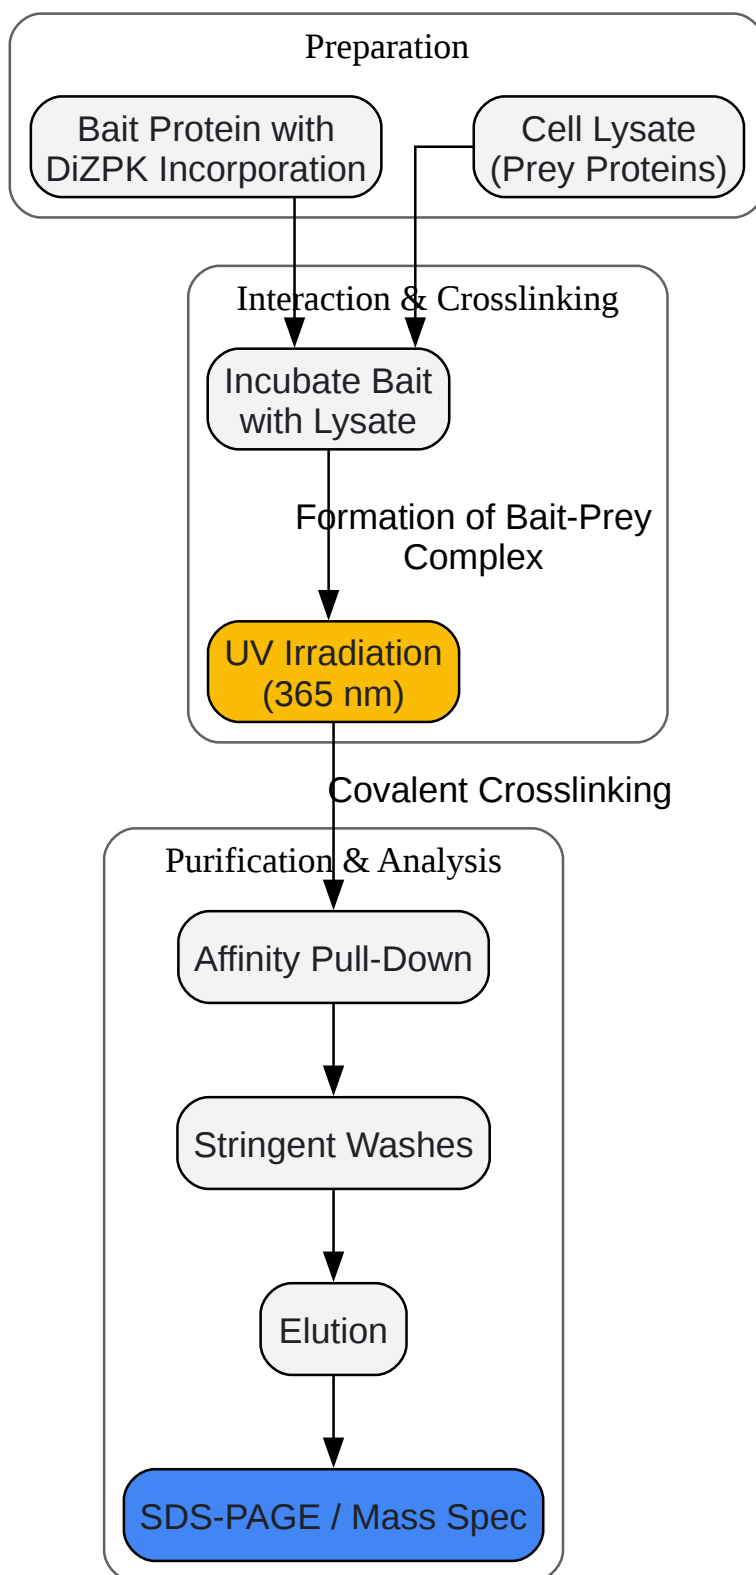 Preparation
Bait Protein with
DiZPK Incorporation
Cell Lysate
(Prey Proteins)
Interaction & Crosslinking
Incubate Bait
with Lysate
Formation of Bait-Prey
Complex
UV Irradiation
(365 nm)
Covalent Crosslinking
Purification & Analysis
Affinity Pull-Down
Stringent Washes
Elution
SDS-PAGE / Mass Spec